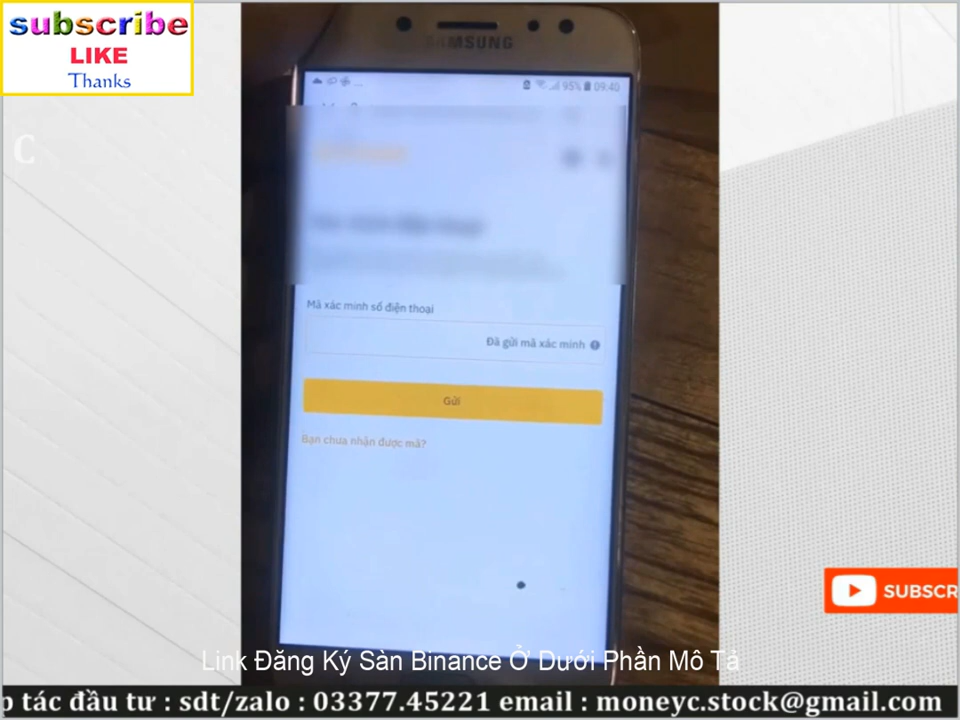 subscribe
LIKE
Thanks
C
SAMSUNG
95% 09:40
Mã xác minh số điện thoại
Đã gửi mã xác minh
Gửi
Bạn chưa nhận được mã?
SUBSCR
Link Đăng Ký Sàn Binance Ở Dưới Phần Mô Tả
p tác đầu tư : sdt/zalo : 03377.45221 email : moneyc.stock@gmail.com